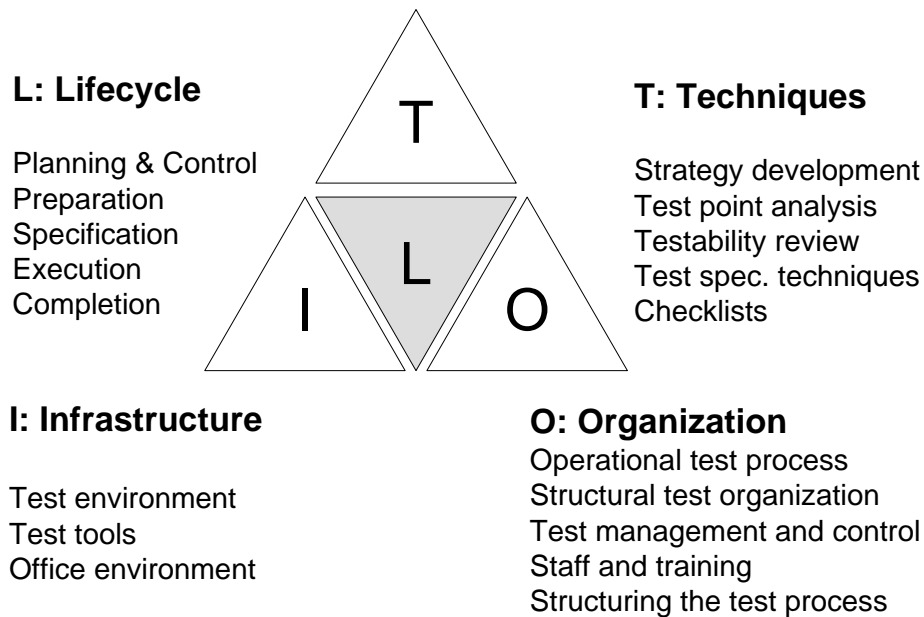 L: Lifecycle
Planning & Control
Preparation
Specification
Execution
Completion
T
L
I
O
T: Techniques
Strategy development
Test point analysis
Testability review
Test spec. techniques
Checklists
I: Infrastructure
Test environment
Test tools
Office environment
O: Organization
Operational test process
Structural test organization
Test management and control
Staff and training
Structuring the test process